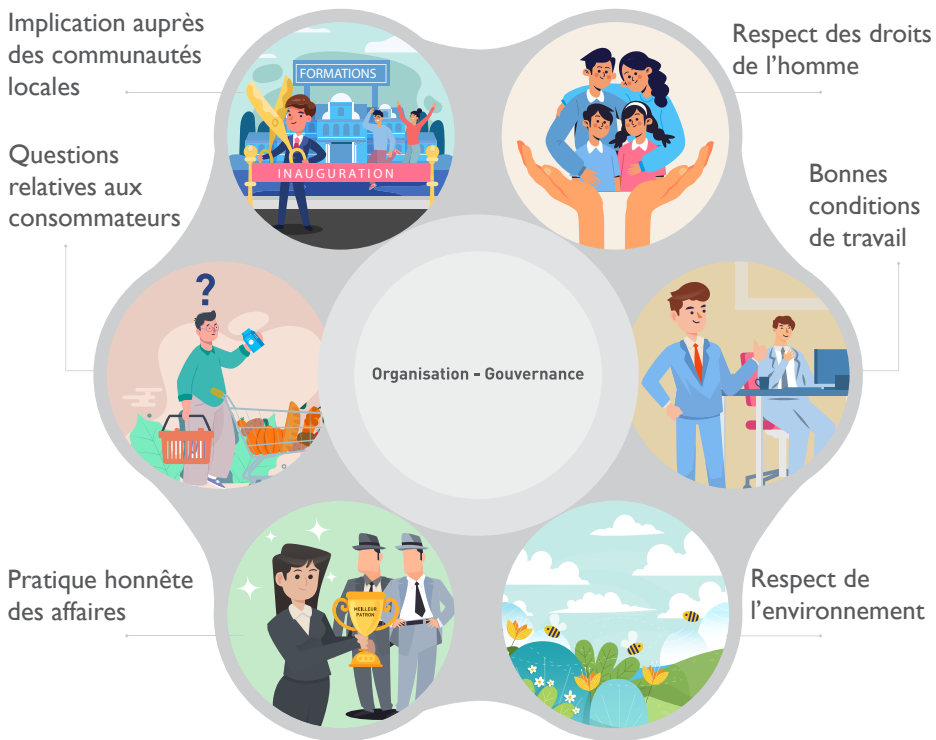 Implication auprès
des communautés
locales
FORMATIONS
INAUGURATION
Respect des droits
de l'homme
Questions
relatives aux
consommateurs
?
Bonnes
conditions
de travail
Organisation - Gouvernance
Pratique honnête
des affaires
MEILLEUR
PATRON
Respect de
l'environnement